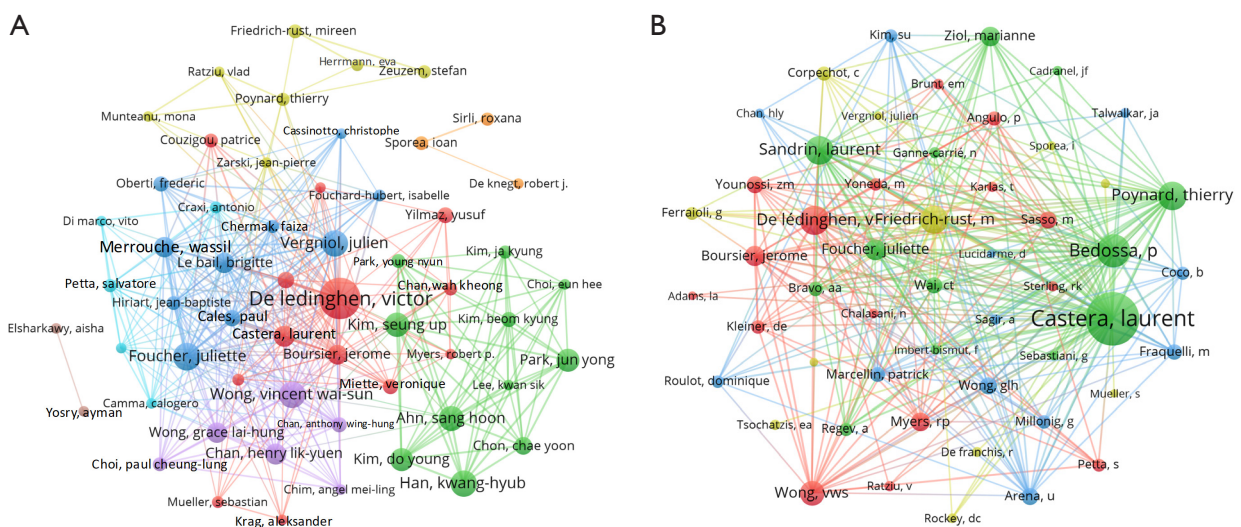 A
Friedrich-rust, mireen
Herrmann, eva
Ratziu, vlad
Zeuzem, stefan
Poynard, thierry
Munteanu, mona
Sirli, roxana
Cassinotto, christophe
Couzigou, patrice
Sporea, ioan
Zarski, jean-pierre
Oberti, frederic
De knegt, robert j.
Fouchard-hubert, isabelle
Craxi, antonio
Di marco, vito
Yilmaz, yusuf
Chermak, faiza
Merrouche, wassil
Vergniol, julien
Kim, ja kyung
Le bail, brigitte
Park, young nyun
Petta, salvatore
Chan, wah kheong
Choi, eun hee
Hiriart, jean-baptiste
De ledinghen, victor
Cales, paul
Kim, beom kyung
Elsharkawy, aisha
Kim, seung up
Castera, laurent
Foucher, juliette
Boursier, jerome
Myers, robert p.
Park, jun yong
Miette, veronique
Lee, kwan sik
Wong, vincent wai-sun
Camma, calogero
Yosry, ayman
Ahn, sang hoon
Chan, anthony wing-hung
Wong, grace lai-hung
Chon, chae yoon
Chan, henry lik-yuen
Kim, do young
Choi, paul cheung-lung
Han, kwang-hyub
Chim, angel mei-ling
Mueller, sebastian
Krag, aleksander
B
Kim, su
Ziol, marianne
Corpechot, c
Cadranel, jf
Brunt, em
Chan, hly
Vergniol, julien
Angulo, p
Talwalkar, ja
Sandrin, laurent
Ganne-carrié, n
Sporea, i
Younossi, zm
Yoneda, m
Karlas, t
Poynard, thierry
Ferraioli, g
De lédinghen, v
Friedrich-rust, m
Sasso, m
Foucher, juliette
Bedossa, p
Boursier, jerome
Lucidarme, d
Coco, b
Bravo, aa
Wai, ct
Sterling, rk
Adams, la
Chalasani, n
Sagir, a
Castera, laurent
Kleiner, de
Imbert-bismut, f
Sebastiani, g
Fraquelli, m
Roulot, dominique
Marcellin, patrick
Wong, glh
Mueller, s
Tsochatzis, ea
Regev, a
Myers, rp
Millonig, g
De franchis, r
Petta, s
Wong, vws
Ratziu, v
Arena, u
Rockey, dc